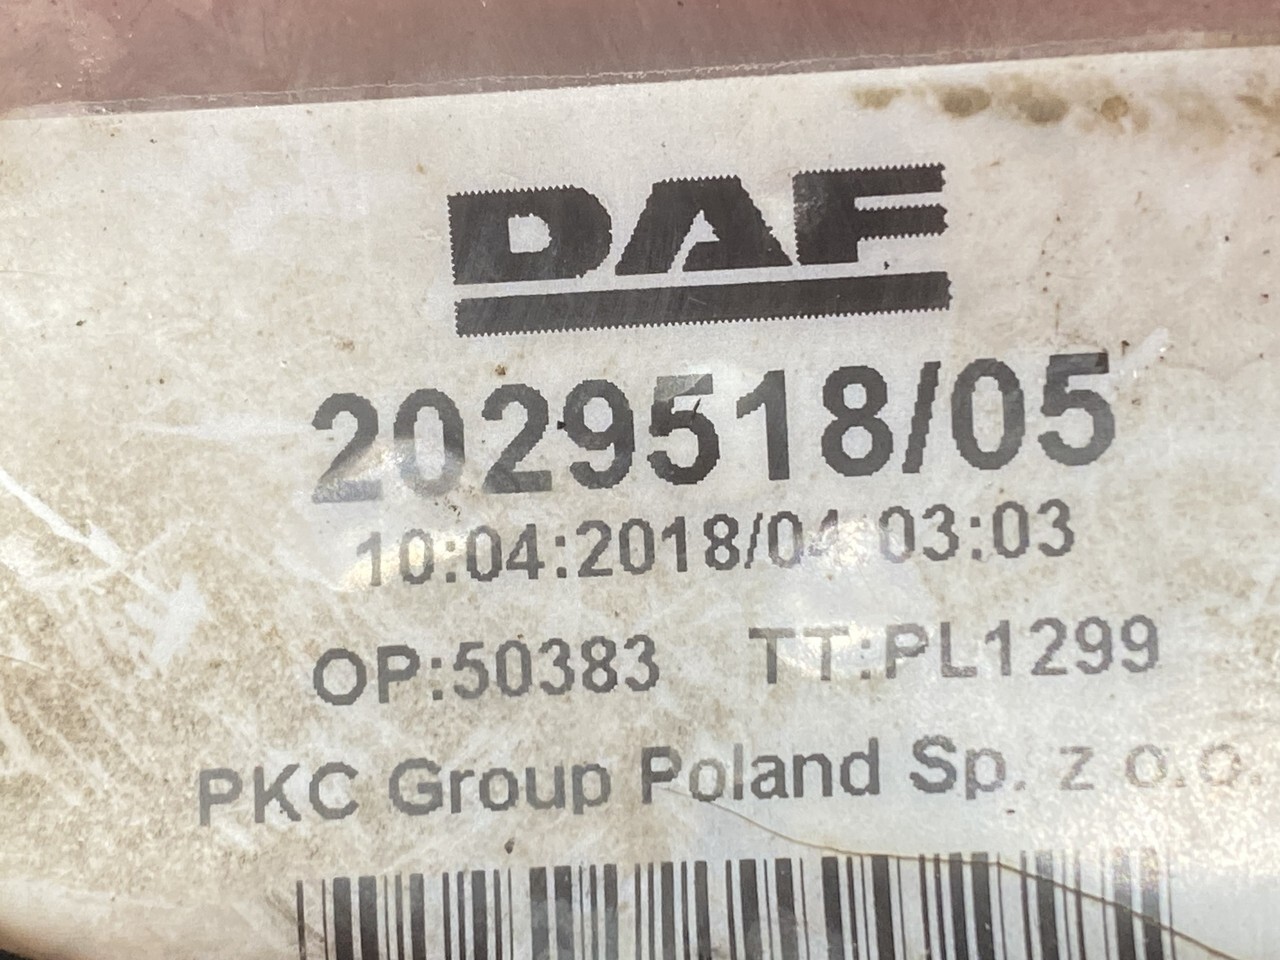 DAF
2029518/05
10:04:2018/04:03:03
OP:50383 TT:PL1299
PKC Group Poland Sp. z o.o.